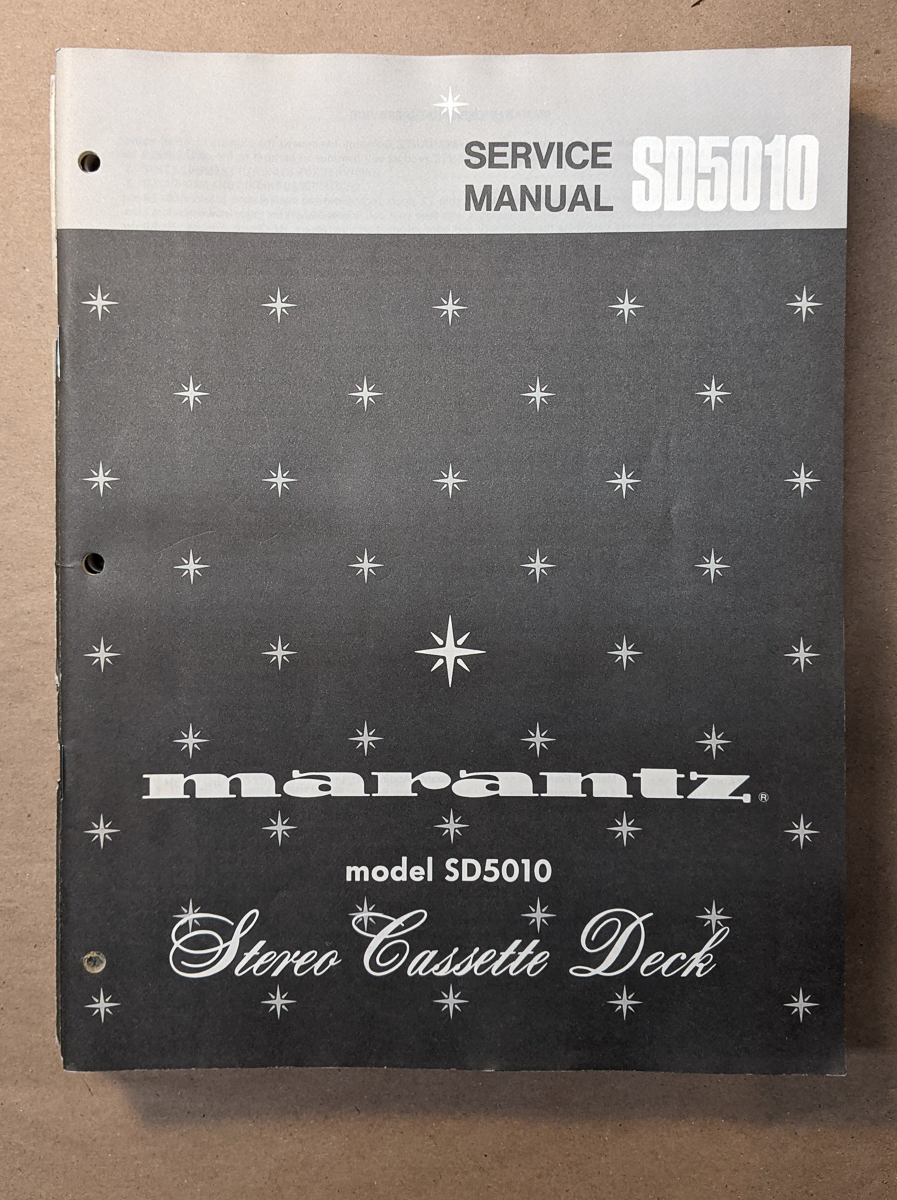 SERVICE
MANUAL SD5010
marantz®
model SD5010
Stereo Cassette Deck